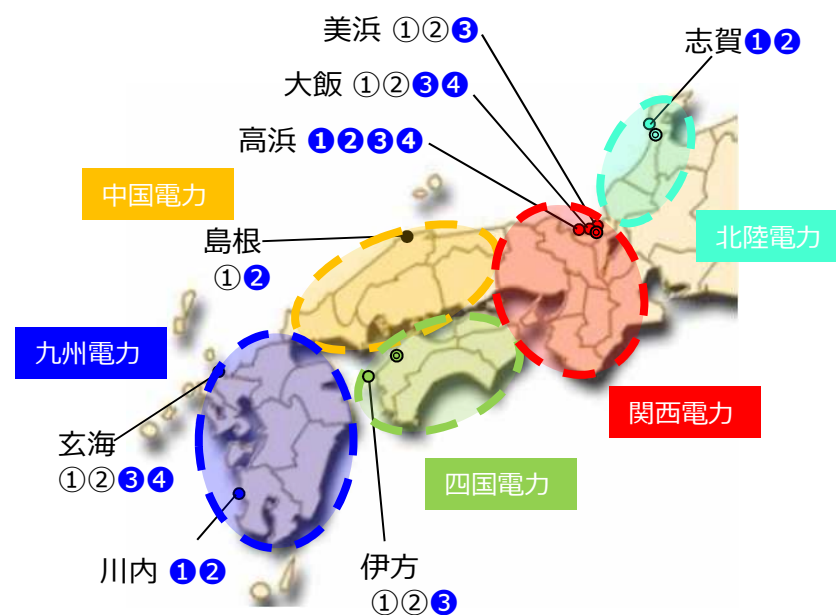 美浜 ①②❸
志賀❶❷
大飯 ①②❸❹
高浜 ❶❷❸❹
中国電力
北陸電力
島根
①❷
九州電力
関西電力
玄海
①②❸❹
四国電力
川内 ❶❷
伊方
①②❸